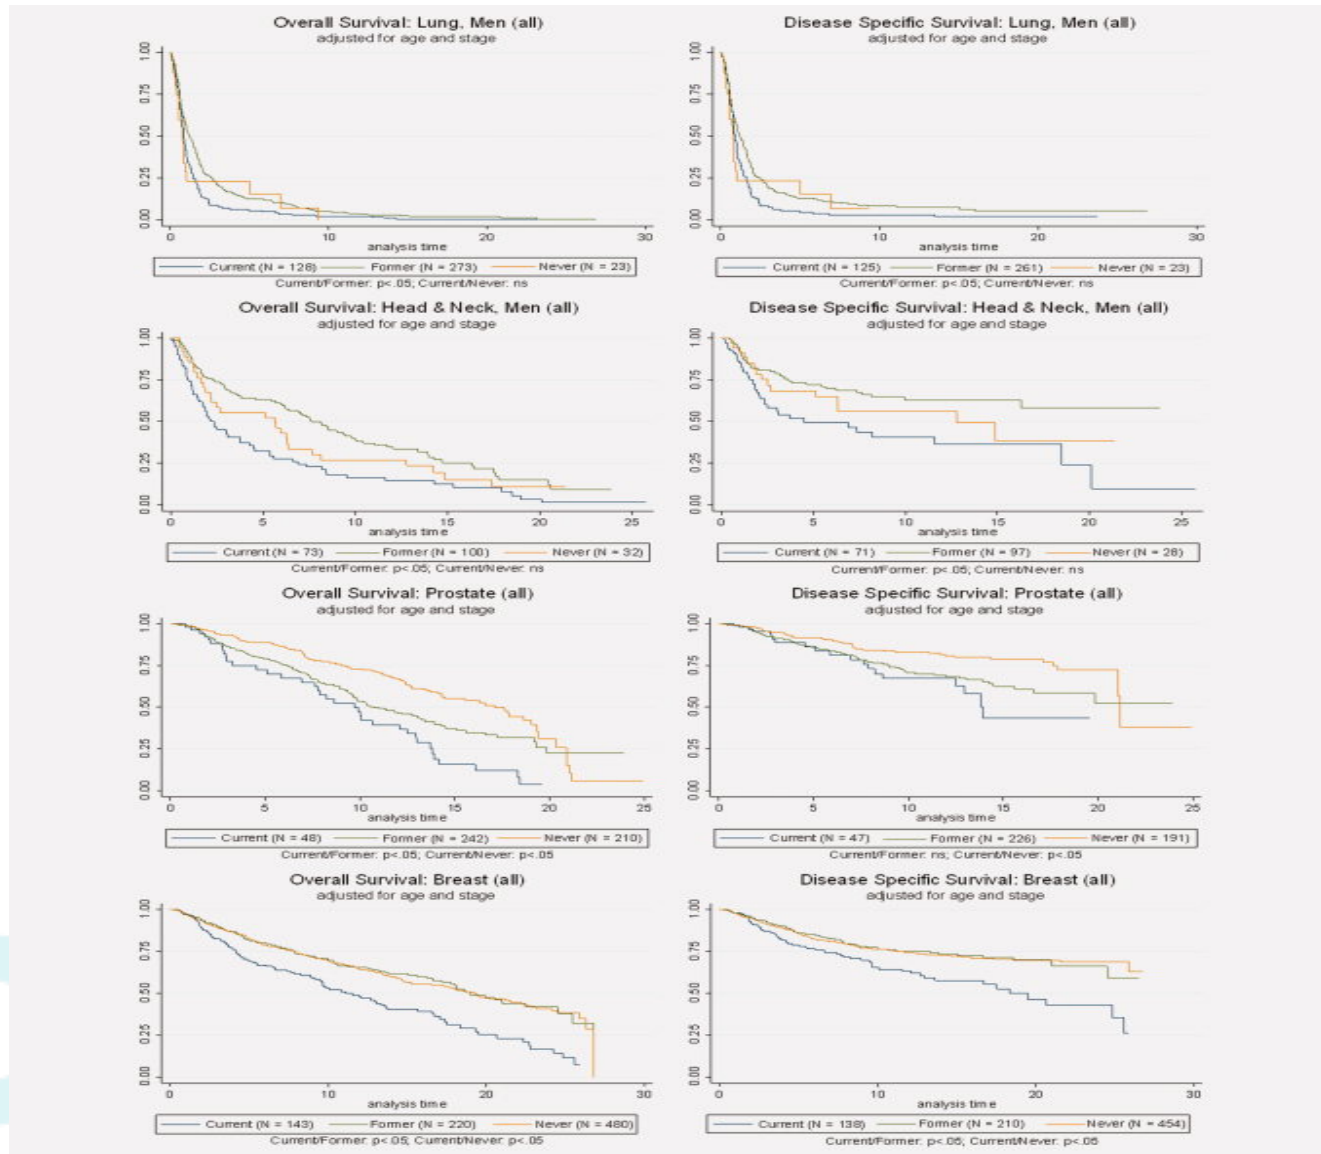 Overall Survival: Lung, Men (all)
adjusted for age and stage
1.00
0.75
0.50
0.25
0.00
0 10 20 30
analysis time
Current (N = 128) Former (N = 273) Never (N = 23)
Current/Former: p<.05; Current/Never: ns
Disease Specific Survival: Lung, Men (all)
adjusted for age and stage
1.00
0.75
0.50
0.25
0.00
0 10 20 30
analysis time
Current (N = 125) Former (N = 261) Never (N = 23)
Current/Former: p<.05; Current/Never: ns
Overall Survival: Head & Neck, Men (all)
adjusted for age and stage
1.00
0.75
0.50
0.25
0.00
0 5 10 15 20 25
analysis time
Current (N = 73) Former (N = 100) Never (N = 32)
Current/Former: p<.05; Current/Never: ns
Disease Specific Survival: Head & Neck, Men (all)
adjusted for age and stage
1.00
0.75
0.50
0.25
0.00
0 5 10 15 20 25
analysis time
Current (N = 71) Former (N = 97) Never (N = 28)
Current/Former: p<.05; Current/Never: ns
Overall Survival: Prostate (all)
adjusted for age and stage
1.00
0.75
0.50
0.25
0.00
0 5 10 15 20 25
analysis time
Current (N = 48) Former (N = 242) Never (N = 210)
Current/Former: p<.05; Current/Never: p<.05
Disease Specific Survival: Prostate (all)
adjusted for age and stage
1.00
0.75
0.50
0.25
0.00
0 5 10 15 20 25
analysis time
Current (N = 47) Former (N = 226) Never (N = 191)
Current/Former: ns; Current/Never: p<.05
Overall Survival: Breast (all)
adjusted for age and stage
1.00
0.75
0.50
0.25
0.00
0 10 20 30
analysis time
Current (N = 143) Former (N = 220) Never (N = 480)
Current/Former: p<.05; Current/Never: p<.05
Disease Specific Survival: Breast (all)
adjusted for age and stage
1.00
0.75
0.50
0.25
0.00
0 10 20 30
analysis time
Current (N = 138) Former (N = 210) Never (N = 454)
Current/Former: p<.05; Current/Never: p<.05